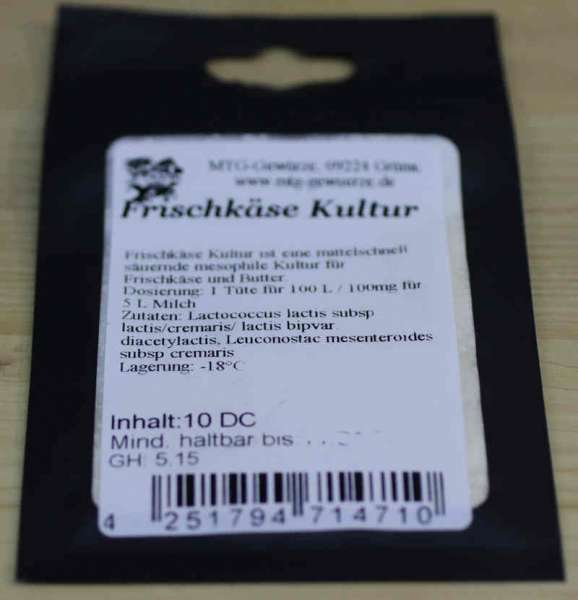 MTG-Gewürze, 09224 Grüna,
www.mtg-gewuerze.de
Frischkäse Kultur
Frischkäse Kultur ist eine mittelschnell
säuernde mesophile Kultur für
Frischkäse und Butter.
Dosierung: 1 Tüte für 100 L / 100mg für
5 L Milch
Zutaten: Lactococcus lactis subsp
lactis/cremaris/ lactis bipvar.
diacetylactis, Leuconostac mesenteroides
subsp cremaris
Lagerung: -18°C
Inhalt:10 DC
Mind. haltbar bis
GH: 5.15
4 251794 714710